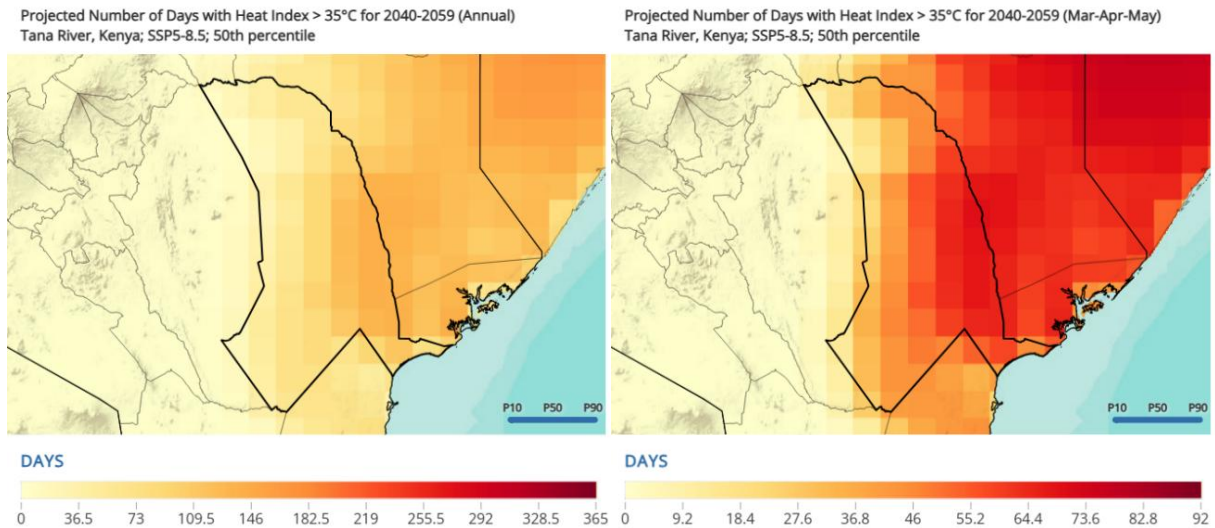 Projected Number of Days with Heat Index > 35°C for 2040-2059 (Annual)
Tana River, Kenya; SSP5-8.5; 50th percentile
P10 P50 P90
DAYS
0 36.5 73 109.5 146 182.5 219 255.5 292 328.5 365
Projected Number of Days with Heat Index > 35°C for 2040-2059 (Mar-Apr-May)
Tana River, Kenya; SSP5-8.5; 50th percentile
P10 P50 P90
DAYS
0 9.2 18.4 27.6 36.8 46 55.2 64.4 73.6 82.8 92